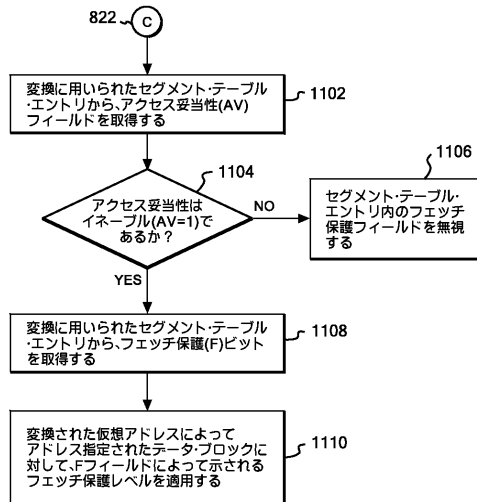 822
C
変換に用いられたセグメント・テーブル
・エントリから、アクセス妥当性(AV)
フィールドを取得する
1102
1104
アクセス妥当性は
イネーブル(AV=1)で
あるか?
NO
YES
1106
セグメント・テーブル・
エントリ内のフェッチ
保護フィールドを無視
する
変換に用いられたセグメント・テーブル
・エントリから、フェッチ保護(F)ビット
を取得する
1108
変換された仮想アドレスによって
アドレス指定されたデータ・ブロックに
対して、Fフィールドによって示される
フェッチ保護レベルを適用する
1110